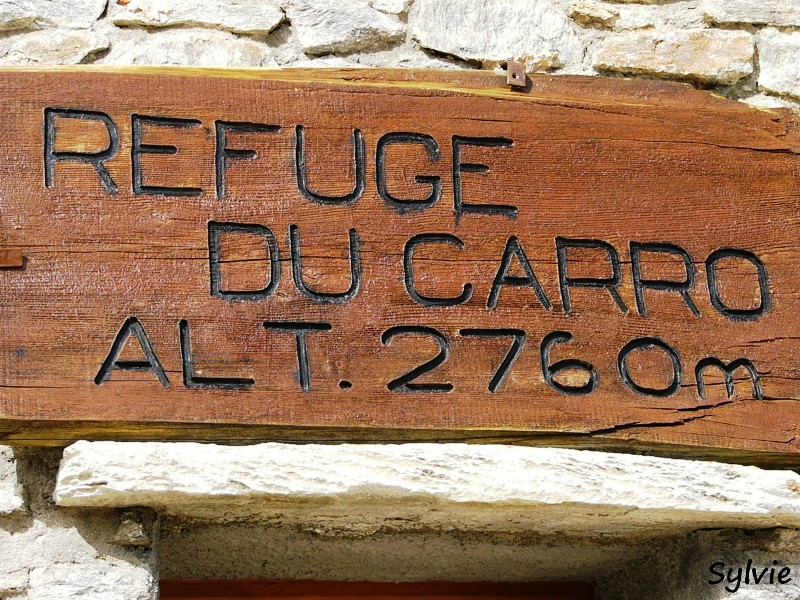 REFUGE
DU CARRO
ALT. 2760m
Sylvie